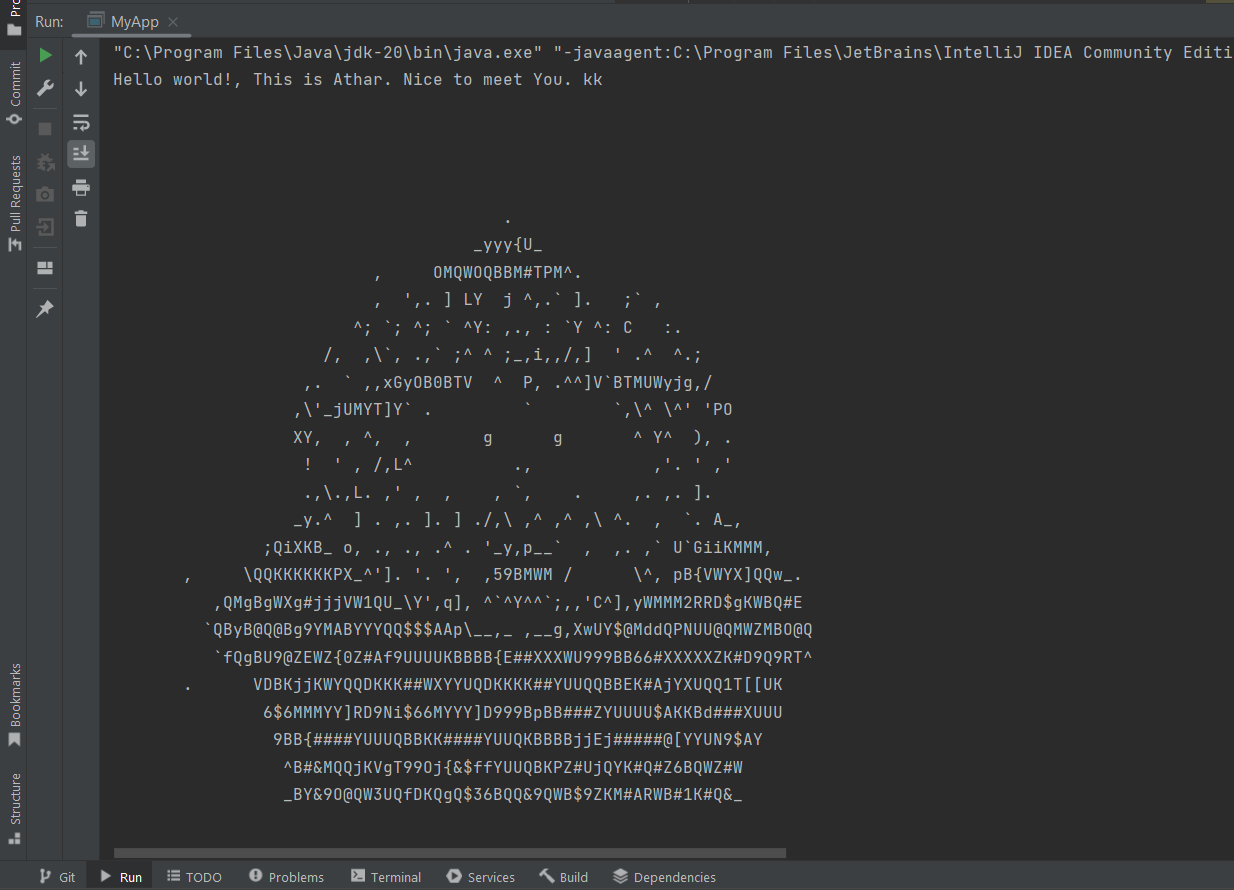 Run: MyApp
"C:\Program Files\Java\jdk-20\bin\java.exe" "-javaagent:C:\Program Files\JetBrains\IntelliJ IDEA Community Editi
Hello world!, This is Athar. Nice to meet You. kk
.
_yyy{U_
,     OMQWOQBBM#TPM^.
,  ',. ] LY  j ^,.` ].   ;` ,
^; `; ^; ` ^Y: ,., : `Y ^: C   :.
/,  ,\`, .,` ;^ ^ ;_,i,,/,]  ' .^  ^.;
,.  ` ,,xGyOB0BTV  ^  P, .^^]V`BTMUWyjg,/
,\'_jUMYT]Y` .         `        `,\^ \^' 'PO
XY,  , ^,  ,       g      g       ^ Y^  ), .
!  ' , /,L^          .,            ,'. ' ,'
.,\.,L. ,' ,  ,    , `,    .     ,. ,. ].
_y.^  ] . ,. ]. ] ./,\ ,^ ,^ ,\ ^.  ,  `. A_,
;QiXKB_ o, ., ., .^ . '_y,p__`  ,  ,. ,` U`GiiKMMM,
,     \QQKKKKKKPX_^']. '. ',  ,59BMWM /      \^, pB{VWYX]QQw_.
,QMgBgWXg#jjjVW1QU_\Y',q], ^`^Y^^`;,,'C^],yWMMM2RRD$gKWBQ#E
`QByB@Q@Bg9YMABYYYQQ$$$AAp\__,_ ,__g,XwUY$@MddQPNUU@QMWZMBO@Q
`fQgBU9@ZEWZ{0Z#Af9UUUUKBBBB{E##XXXWU999BB66#XXXXXZK#D9Q9RT^
.      VDBKjjKWYQQDKKK##WXYYUQDKKKK##YUUQQBBEK#AjYXUQQ1T[[UK
6$6MMMYY]RD9Ni$66MYYY]D999BpBB###ZYUUUU$AKKBd###XUUU
9BB{####YUUUQBBKK####YUUQKBBBBjjEj#####@[YYUN9$AY
^B#&MQQjKVgT99Oj{&$ffYUUQBKPZ#UjQYK#Q#Z6BQWZ#W
_BY&9O@QW3UQfDKQgQ$36BQQ&9QWB$9ZKM#ARWB#1K#Q&_
Commit
Pull Requests
Bookmarks
Structure
Git Run TODO Problems Terminal Services Build Dependencies